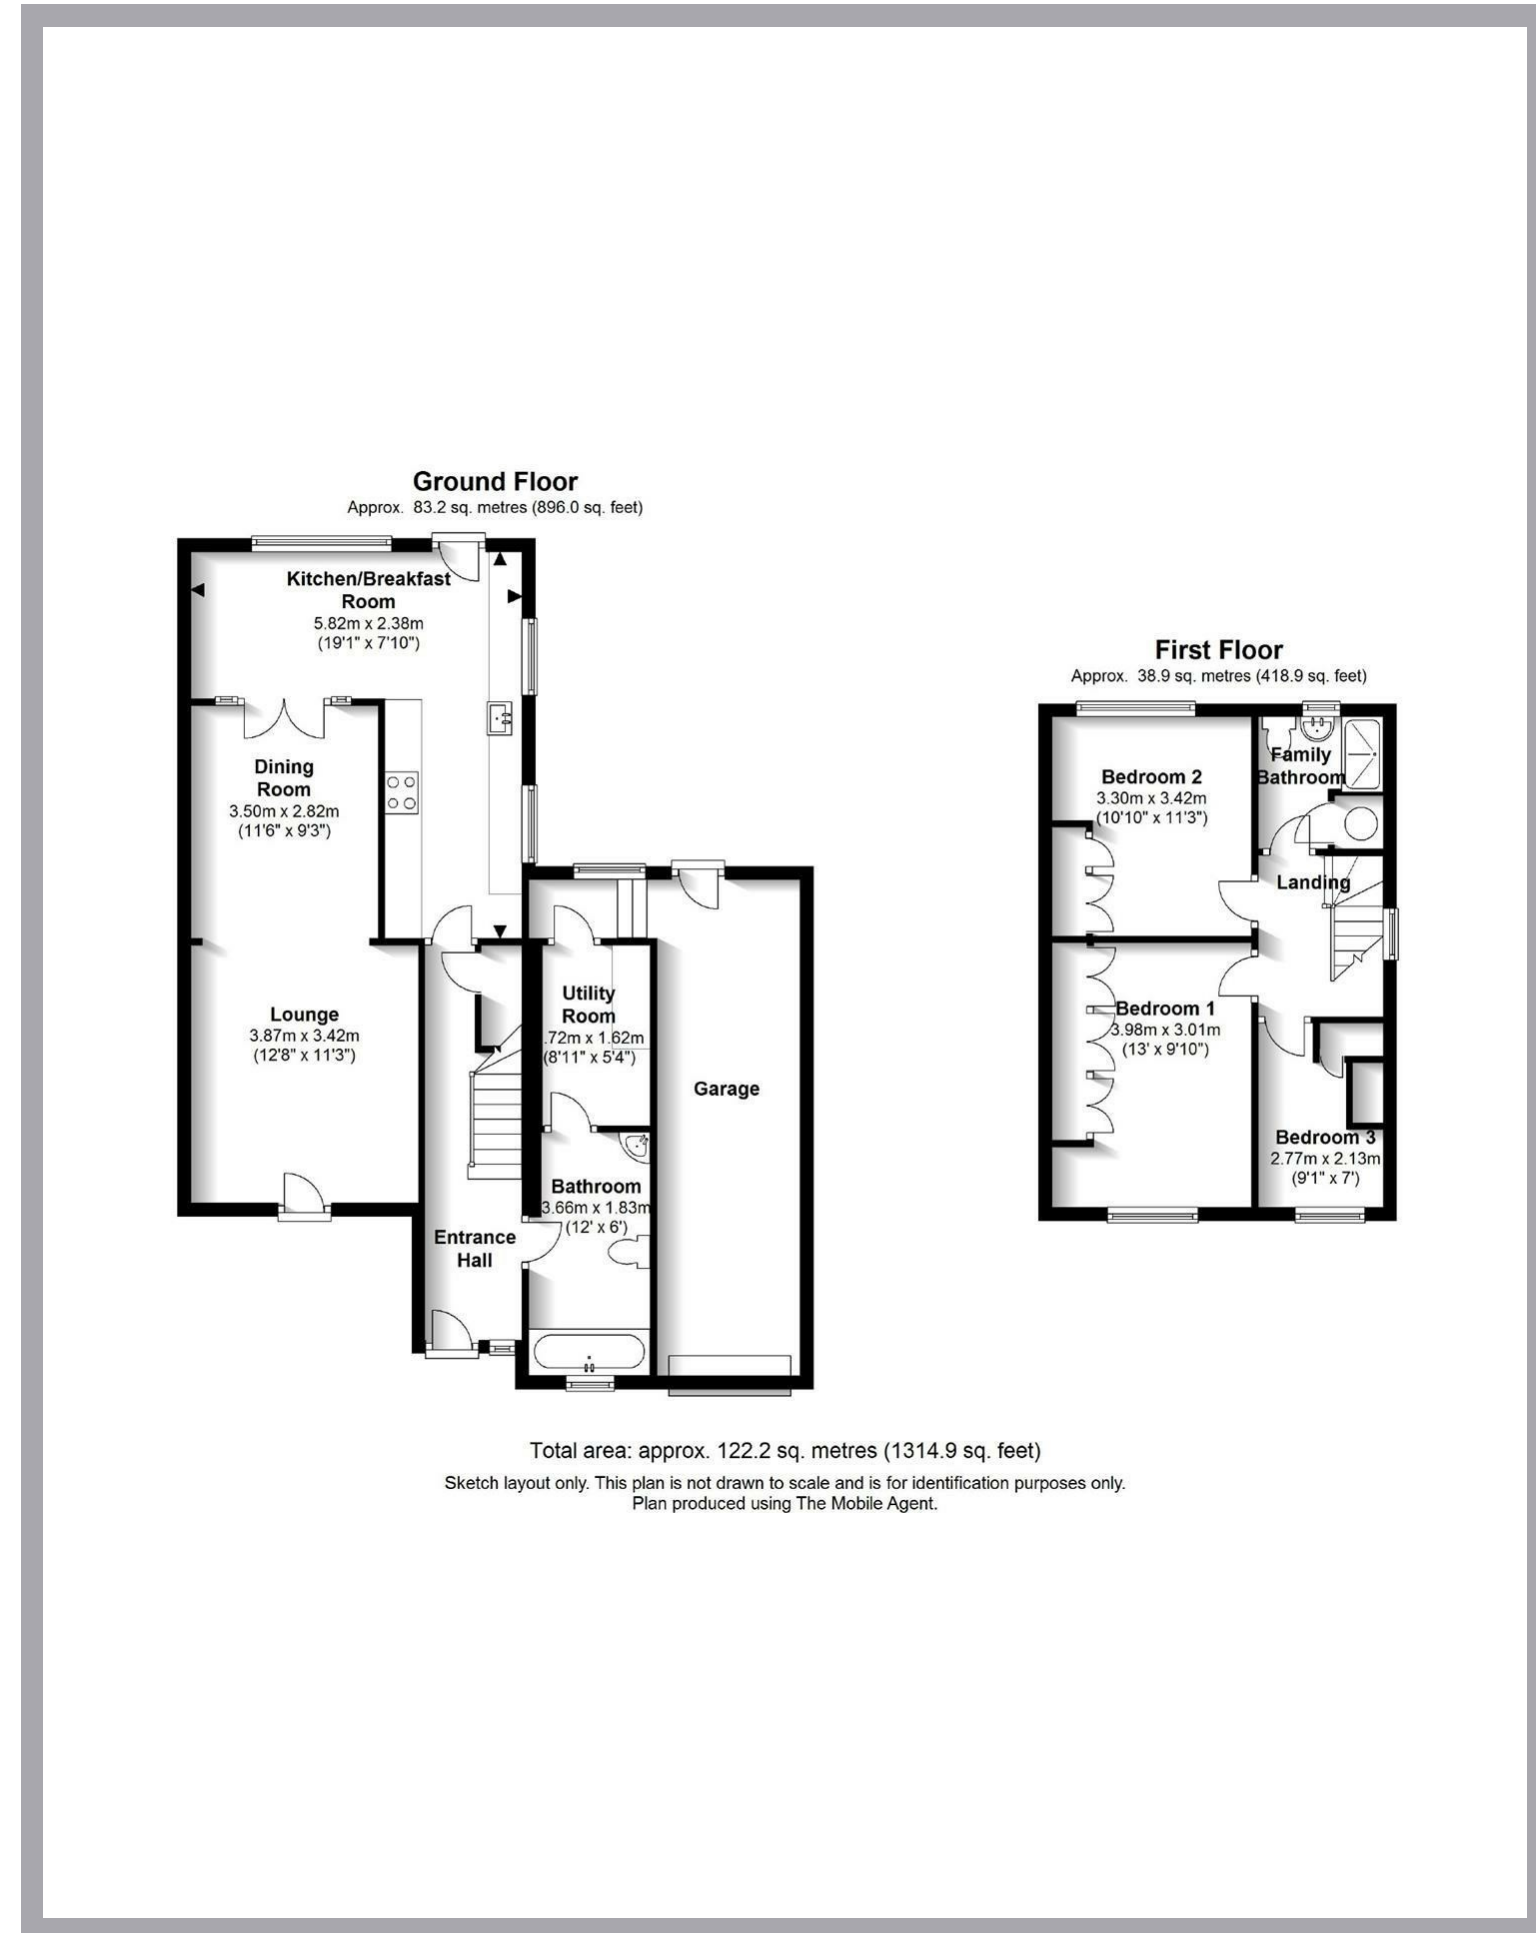 Ground Floor
Approx. 83.2 sq. metres (896.0 sq. feet)
Kitchen/Breakfast
Room
5.82m x 2.38m
(19'1" x 7'10")
Dining
Room
3.50m x 2.82m
(11'6" x 9'3")
Lounge
3.87m x 3.42m
(12'8" x 11'3")
Utility
Room
.72m x 1.62m
(8'11" x 5'4")
Garage
Bathroom
3.66m x 1.83m
(12' x 6')
Entrance
Hall
First Floor
Approx. 38.9 sq. metres (418.9 sq. feet)
Bedroom 2
3.30m x 3.42m
(10'10" x 11'3")
Family
Bathroom
Landing
Bedroom 1
3.98m x 3.01m
(13' x 9'10")
Bedroom 3
2.77m x 2.13m
(9'1" x 7')
Total area: approx. 122.2 sq. metres (1314.9 sq. feet)
Sketch layout only. This plan is not drawn to scale and is for identification purposes only.
Plan produced using The Mobile Agent.